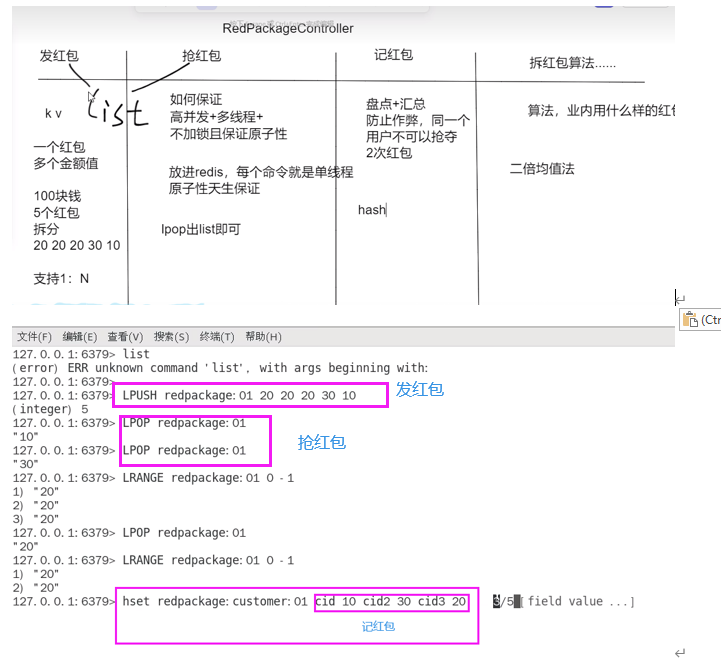 RedPackageController
发红包
抢红包
记红包
拆红包算法......
k v
list
一个红包
多个金额值
100块钱
5个红包
拆分
20 20 20 30 10
支持1：N
如何保证
高并发+多线程+
不加锁且保证原子性
放进redis，每个命令就是单线程
原子性天生保证
lpop出list即可
盘点+汇总
防止作弊，同一个
用户不可以抢夺
2次红包
hash
算法，业内用什么样的红包
二倍均值法
(Ctr
文件(F) 编辑(E) 查看(V) 搜索(S) 终端(T) 帮助(H)
127.0.0.1:6379> list
(error) ERR unknown command 'list', with args beginning with:
127.0.0.1:6379>
127.0.0.1:6379> LPUSH redpackage:01 20 20 20 30 10
发红包
(integer) 5
127.0.0.1:6379> LPOP redpackage:01
"10"
抢红包
127.0.0.1:6379> LPOP redpackage:01
"30"
127.0.0.1:6379> LRANGE redpackage:01 0 -1
1) "20"
2) "20"
3) "20"
127.0.0.1:6379> LPOP redpackage:01
"20"
127.0.0.1:6379> LRANGE redpackage:01 0 -1
1) "20"
2) "20"
127.0.0.1:6379> hset redpackage:customer:01 cid 10 cid2 30 cid3 20 3/5 [field value ...]
记红包